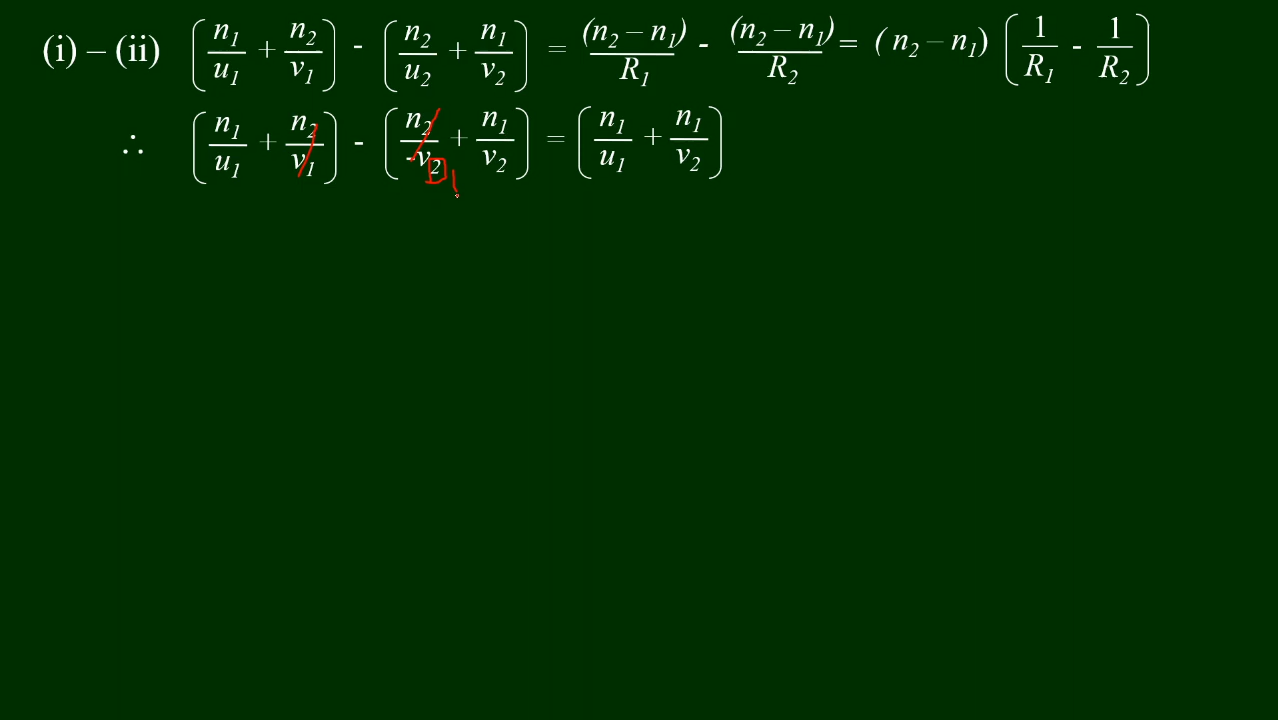 (i) – (ii) (n₁/u₁ + n₂/v₁) - (n₂/u₂ + n₁/v₂) = (n₂ – n₁)/R₁ - (n₂ – n₁)/R₂ = (n₂ – n₁) (1/R₁ - 1/R₂)
∴ (n₁/u₁ + n₂/v₁) - (n₂/-v₂ + n₁/v₂) = (n₁/u₁ + n₁/v₂)
1